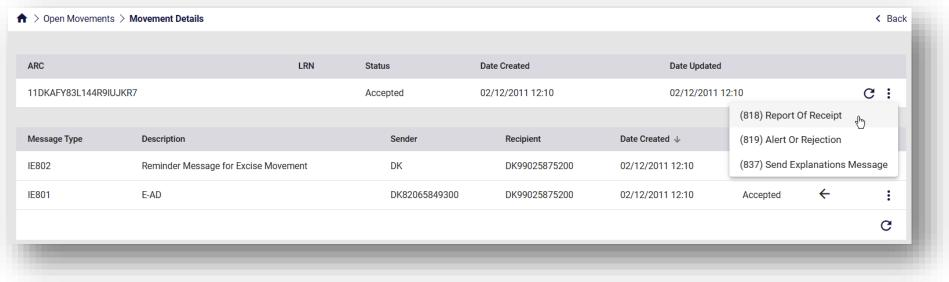 > Open Movements > Movement Details < Back
ARC LRN Status Date Created Date Updated
11DKAFY83L144R9IUJKR7 Accepted 02/12/2011 12:10 02/12/2011 12:10
(818) Report Of Receipt
(819) Alert Or Rejection
(837) Send Explanations Message
Message Type Description Sender Recipient Date Created ↓
IE802 Reminder Message for Excise Movement DK DK99025875200 02/12/2011 12:10
IE801 E-AD DK82065849300 DK99025875200 02/12/2011 12:10 Accepted ←